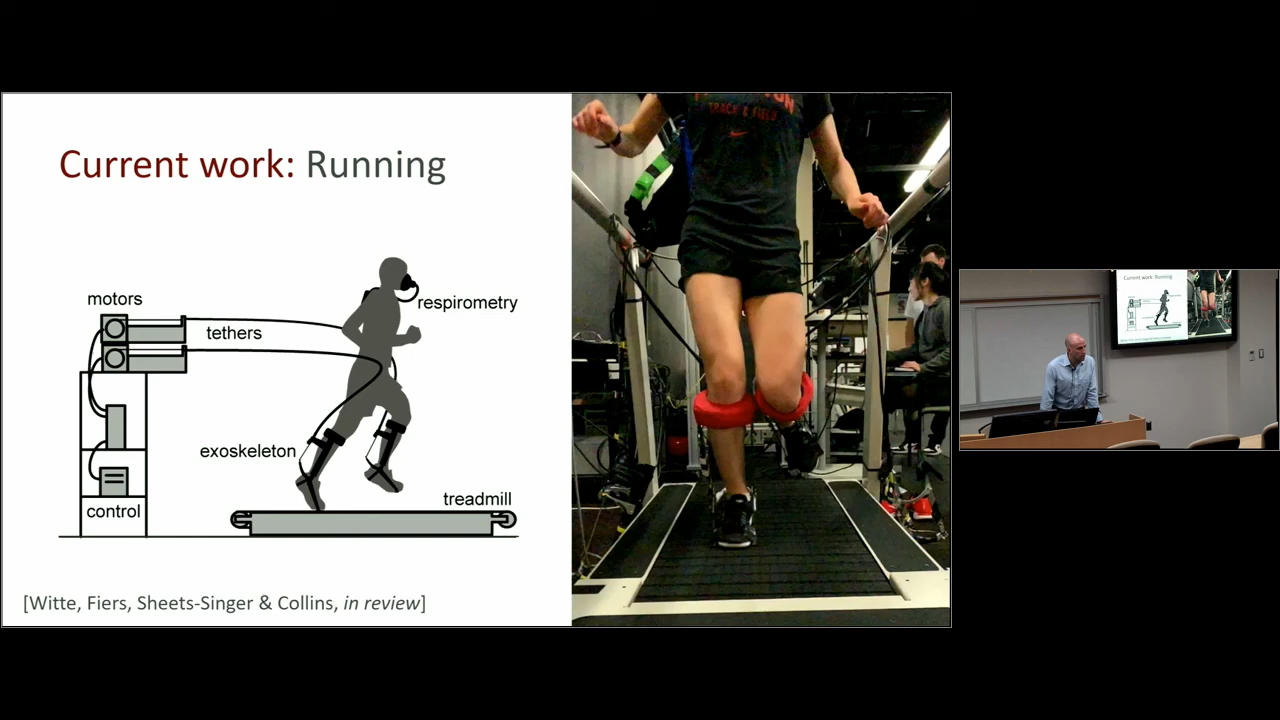 Current work: Running
motors
respirometry
tethers
exoskeleton
treadmill
control
[Witte, Fiers, Sheets-Singer & Collins, in review]
TRACK & FIELD
Current work: Running